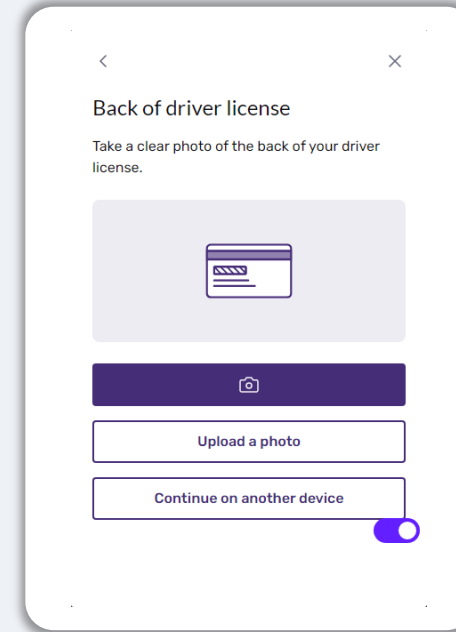 Back of driver license
Take a clear photo of the back of your driver
license.
Upload a photo
Continue on another device